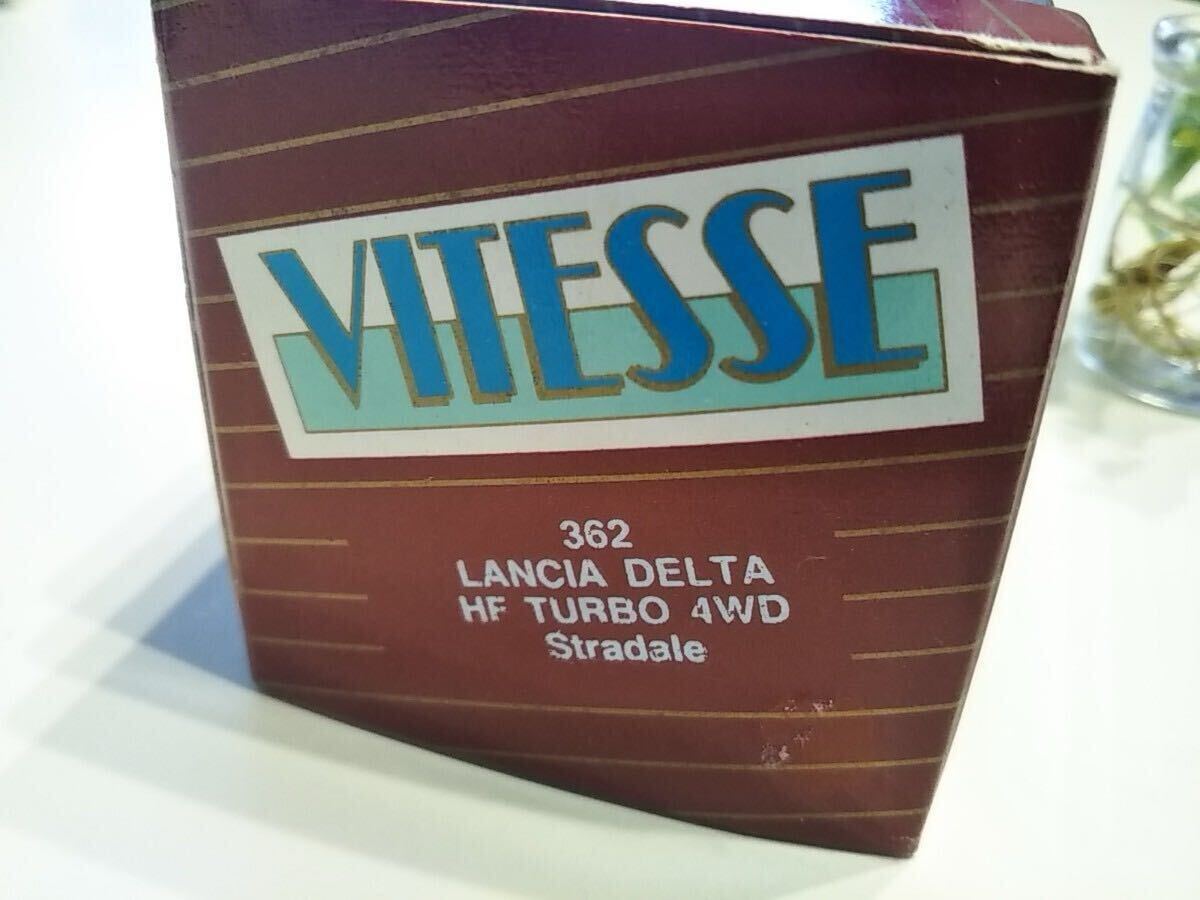 VITESSE
362
LANCIA DELTA
HF TURBO 4WD
Stradale